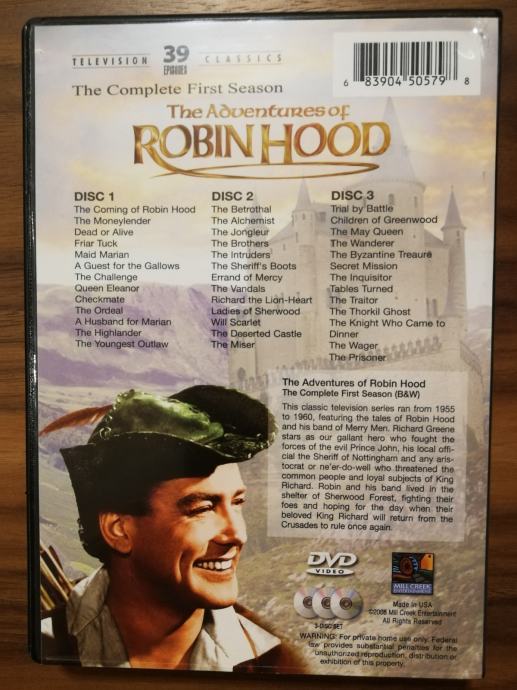 TELEVISION 39 EPISODES CLASSICS
The Complete First Season
6 83904 50579 8
The Adventures of
ROBIN HOOD
DISC 1
The Coming of Robin Hood
The Moneylender
Dead or Alive
Friar Tuck
Maid Marian
A Guest for the Gallows
The Challenge
Queen Eleanor
Checkmate
The Ordeal
A Husband for Marian
The Highlander
The Youngest Outlaw
DISC 2
The Betrothal
The Alchemist
The Jongleur
The Brothers
The Intruders
The Sheriff's Boots
Errand of Mercy
The Vandals
Richard the Lion-Heart
Ladies of Sherwood
Will Scarlet
The Deserted Castle
The Miser
DISC 3
Trial by Battle
Children of Greenwood
The May Queen
The Wanderer
The Byzantine Treaure
Secret Mission
The Inquisitor
Tables Turned
The Traitor
The Thorkil Ghost
The Knight Who Came to
Dinner
The Wager
The Prisoner
The Adventures of Robin Hood
The Complete First Season (B&W)
This classic television series ran from 1955
to 1960, featuring the tales of Robin Hood
and his band of Merry Men. Richard Greene
stars as our gallant hero who fought the
forces of the evil Prince John, his local offi-
cial the Sheriff of Nottingham and any aris-
tocrat or ne'er-do-well who threatened the
common people and loyal subjects of King
Richard. Robin and his band lived in the
shelter of Sherwood Forest, fighting their
foes and hoping for the day when their
beloved King Richard will return from the
Crusades to rule once again.
DVD
VIDEO
3-DISC SET
MILL CREEK
ENTERTAINMENT
Made in USA
©2008 Mill Creek Entertainment
All Rights Reserved
WARNING: For private home use only. Federal
law provides substantial penalties for the
unauthorized reproduction, distribution or
exhibition of this property.